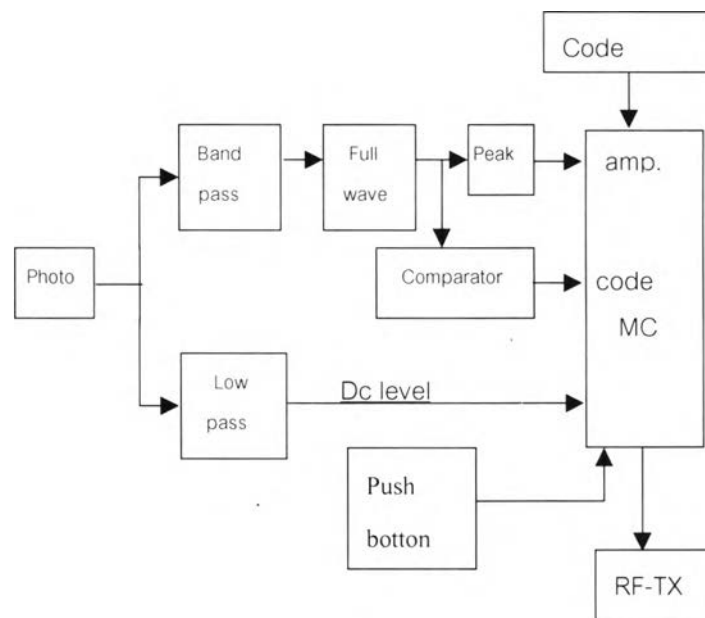 Code
Band
pass
Full
wave
Peak
amp.
Photo
Comparator
code
MC
Low
pass
Dc level
Push
botton
RF-TX